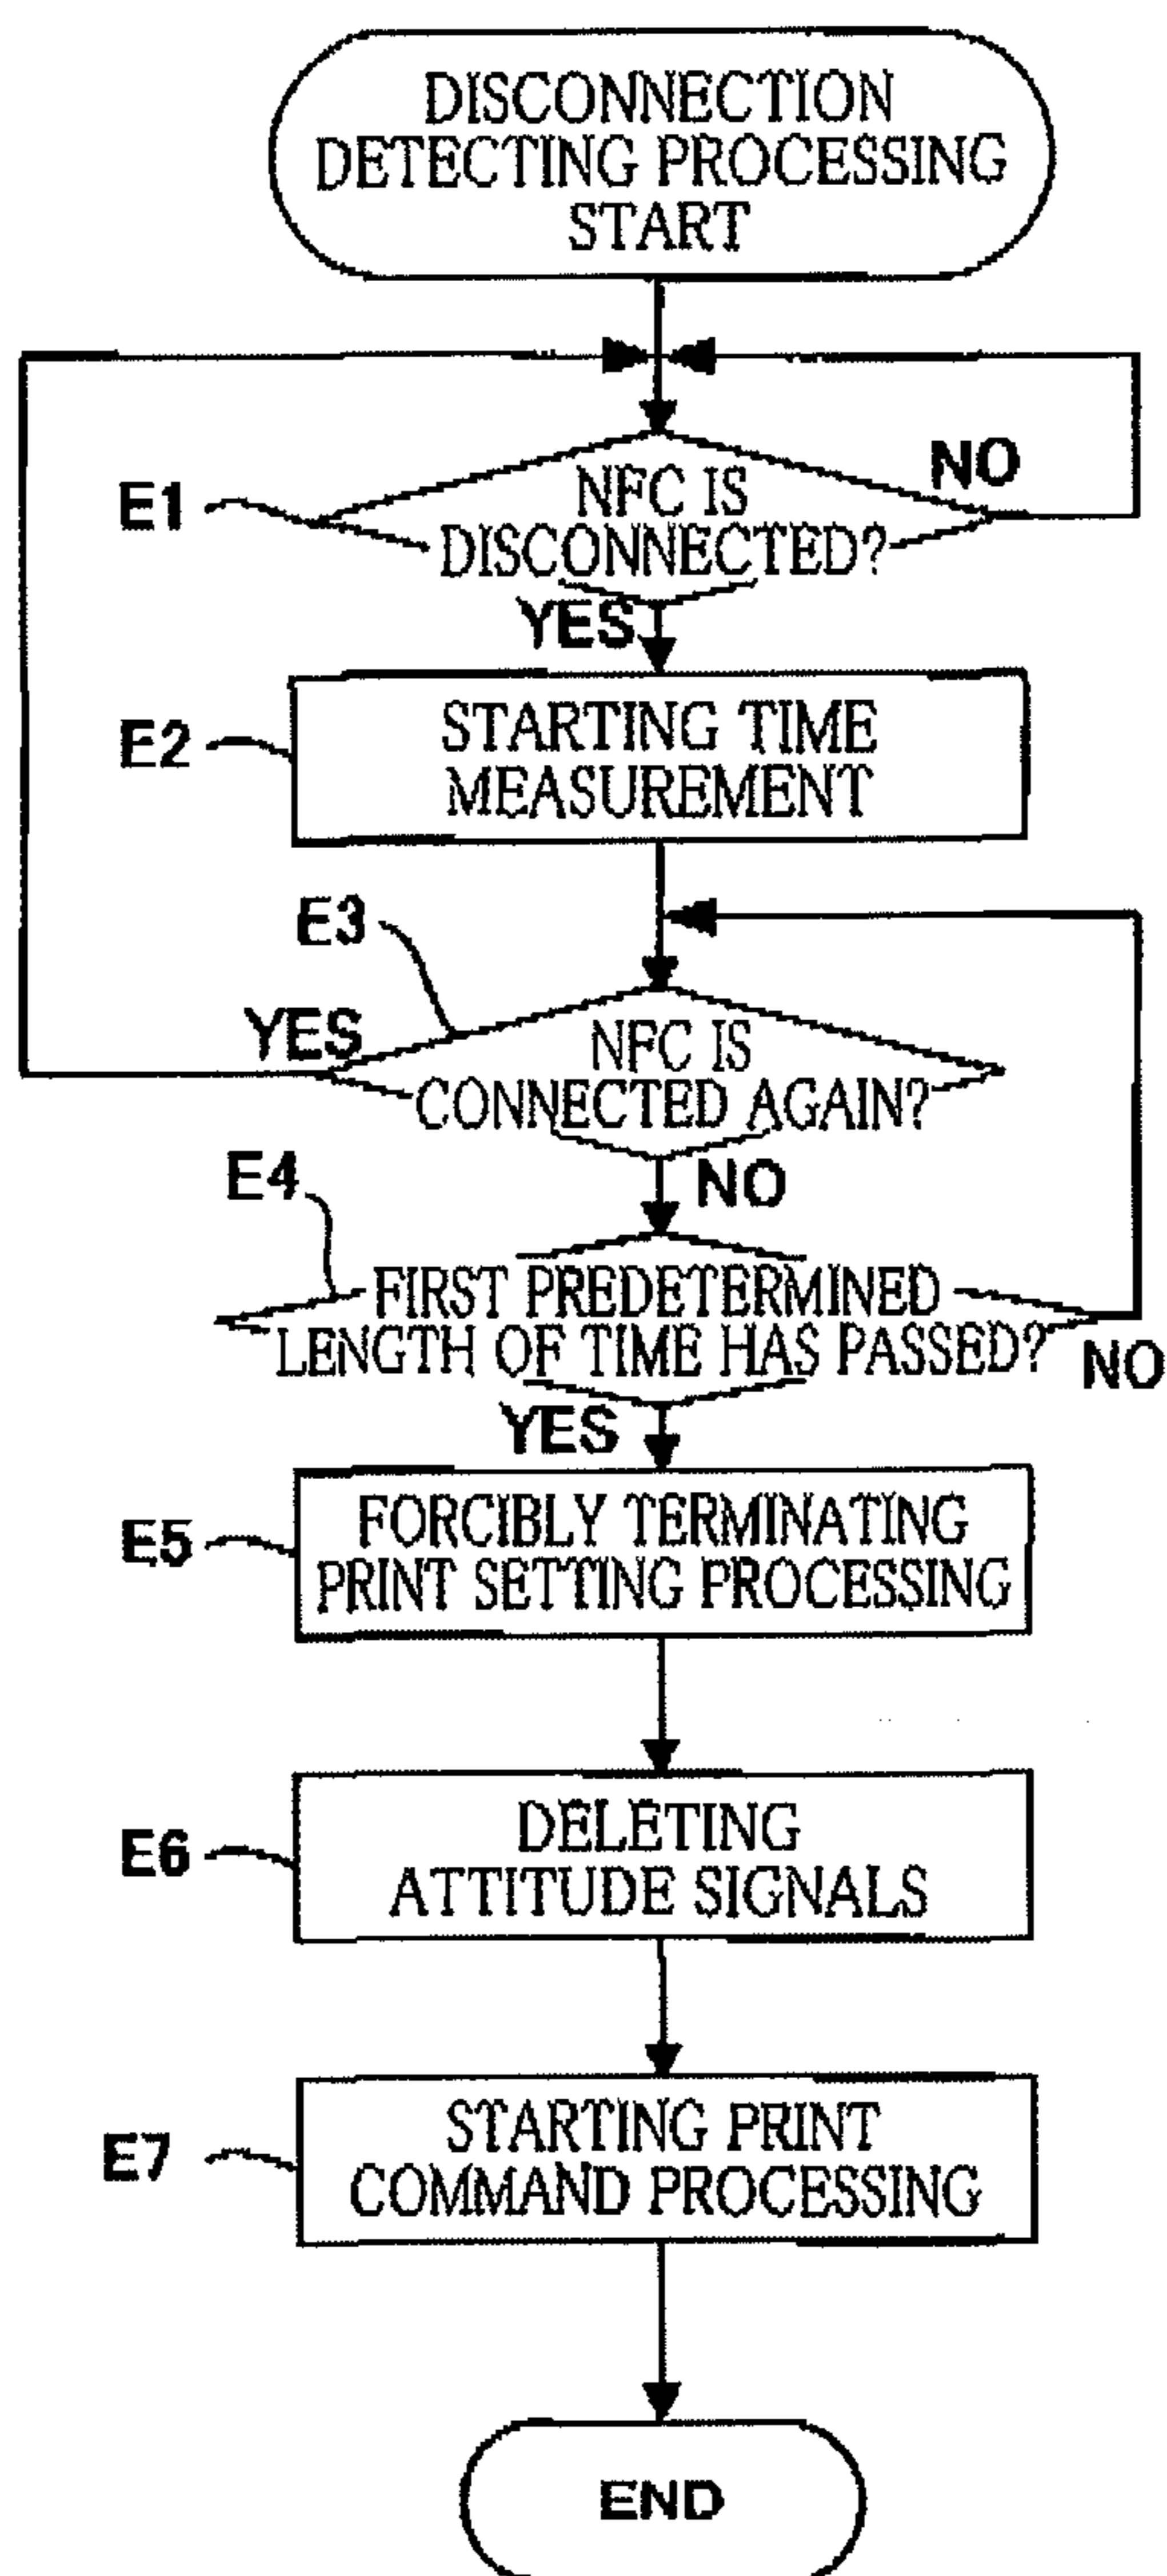 DISCONNECTION
DETECTING PROCESSING
START
E1
NFC IS
DISCONNECTED?
NO
YES
E2
STARTING TIME
MEASUREMENT
E3
YES
NFC IS
CONNECTED AGAIN?
NO
E4
FIRST PREDETERMINED
LENGTH OF TIME HAS PASSED?
NO
YES
E5
FORCIBLY TERMINATING
PRINT SETTING PROCESSING
E6
DELETING
ATTITUDE SIGNALS
E7
STARTING PRINT
COMMAND PROCESSING
END